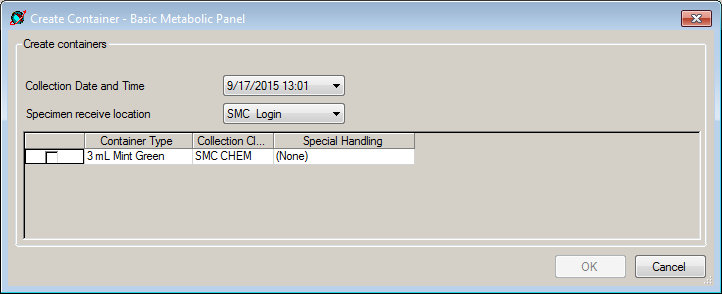 Create Container - Basic Metabolic Panel
Create containers
Collection Date and Time
9/17/2015 13:01
Specimen receive location
SMC Login
Container Type Collection Cl... Special Handling
3 mL Mint Green SMC CHEM (None)
OK Cancel